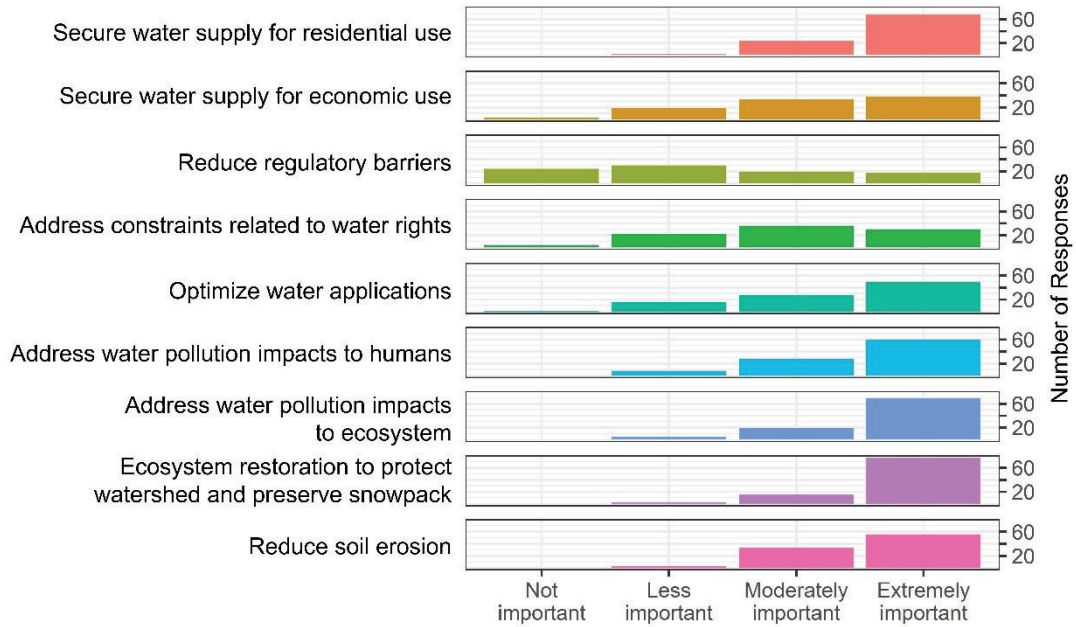 Secure water supply for residential use
60
20
Secure water supply for economic use
60
20
Reduce regulatory barriers
60
20
Address constraints related to water rights
60
20
Optimize water applications
60
20
Address water pollution impacts to humans
60
20
Address water pollution impacts
to ecosystem
60
20
Ecosystem restoration to protect
watershed and preserve snowpack
60
20
Reduce soil erosion
60
20
Number of Responses
Not
important
Less
important
Moderately
important
Extremely
important